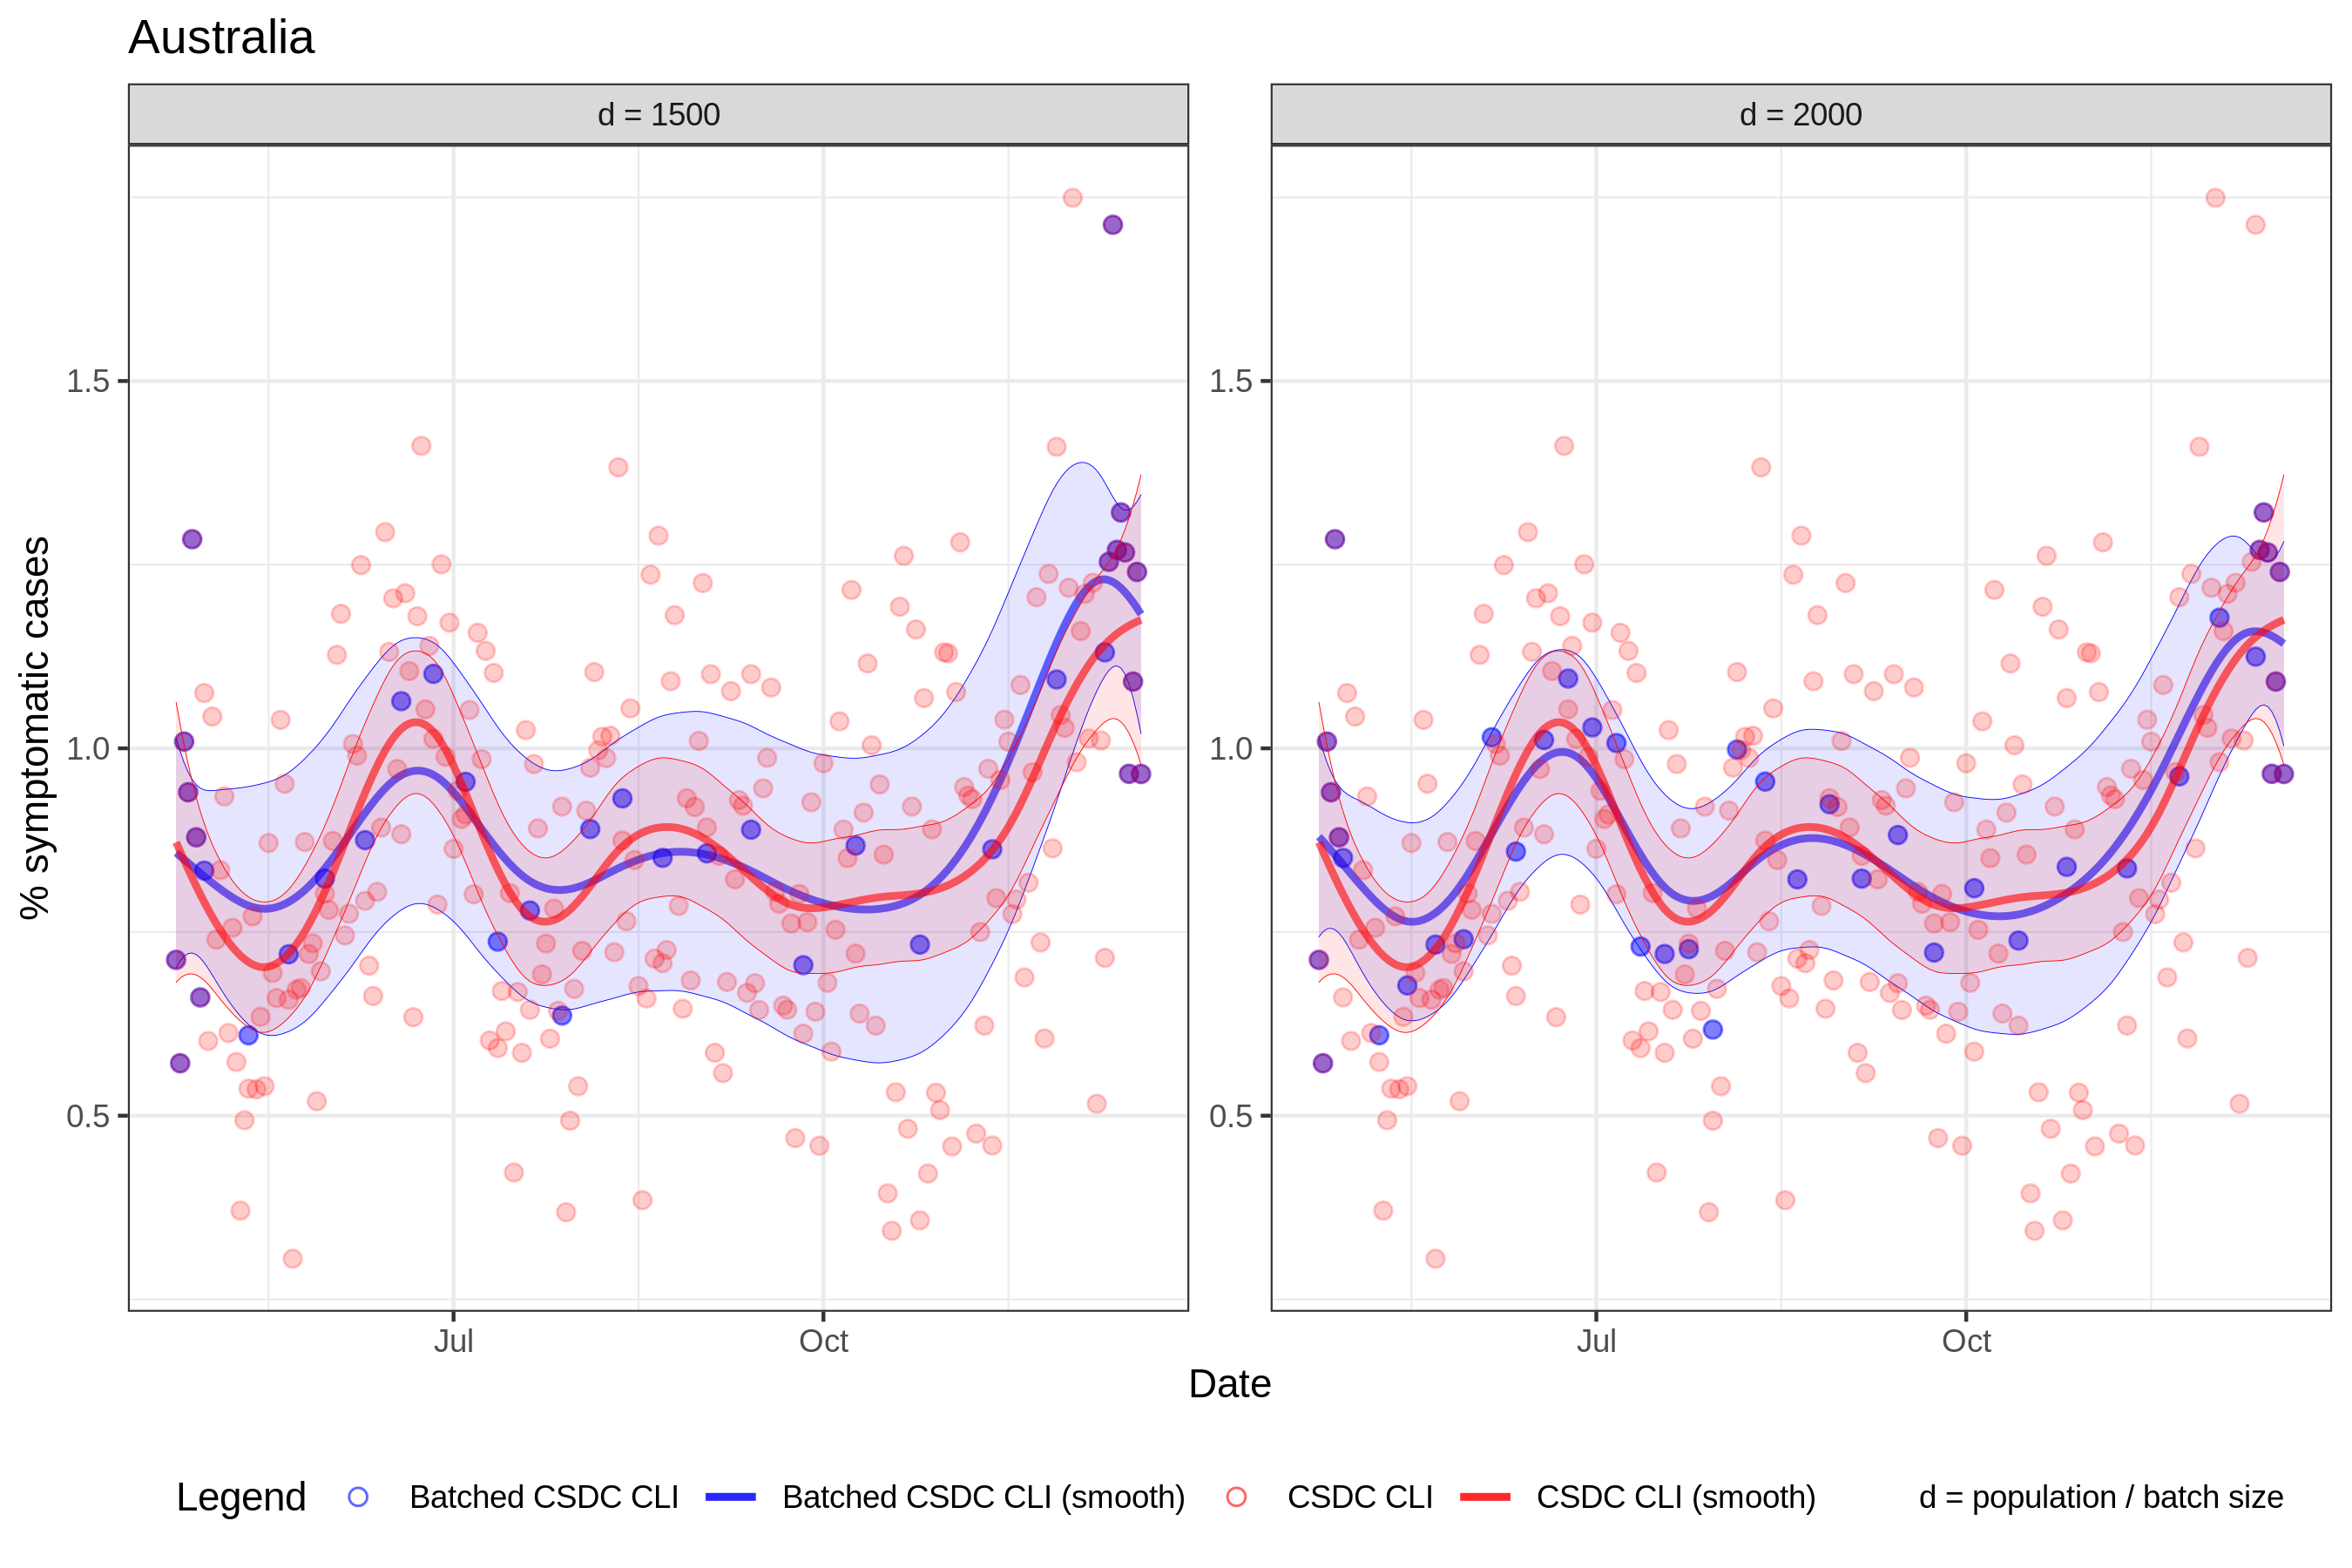 Australia
d = 1500
d = 2000
% symptomatic cases
1.5
1.0
0.5
1.5
1.0
0.5
Jul
Oct
Jul
Oct
Date
Legend
Batched CSDC CLI
Batched CSDC CLI (smooth)
CSDC CLI
CSDC CLI (smooth)
d = population / batch size